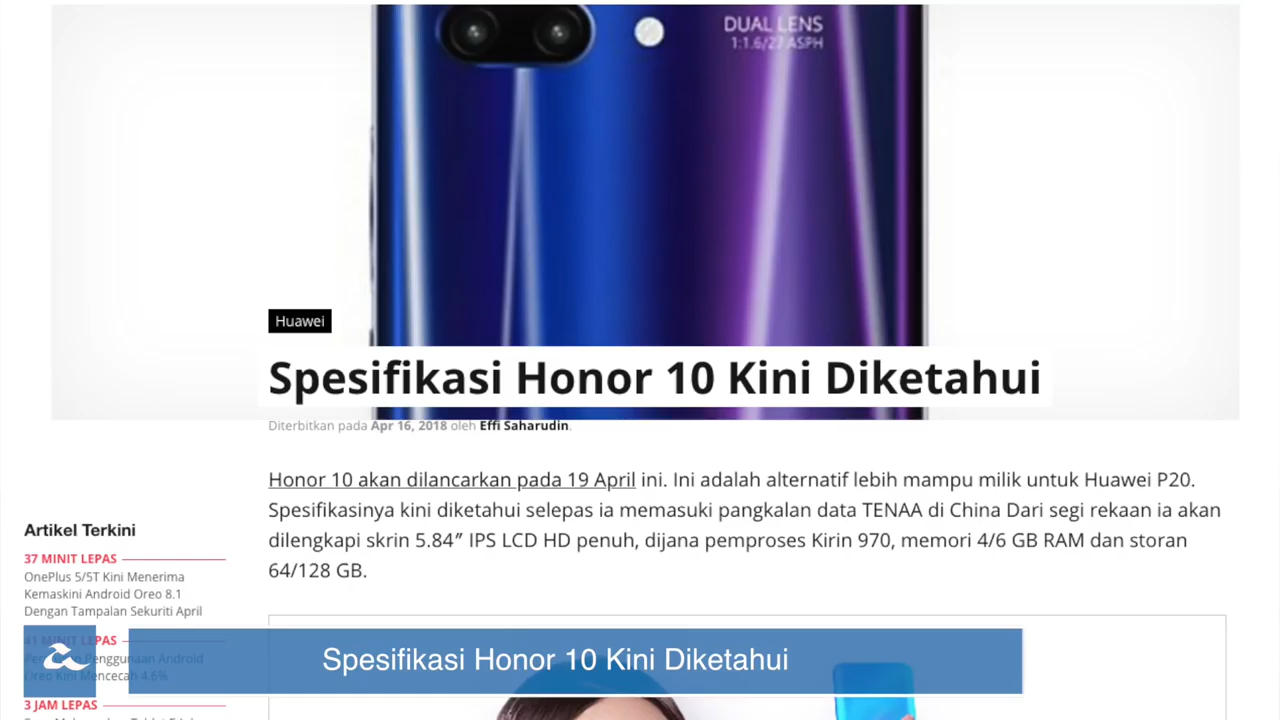 DUAL LENS
1:1.6/27 ASPH
Huawei
Spesifikasi Honor 10 Kini Diketahui
Diterbitkan pada Apr 16, 2018 oleh Effi Saharudin.
Honor 10 akan dilancarkan pada 19 April ini. Ini adalah alternatif lebih mampu milik untuk Huawei P20.
Spesifikasinya kini diketahui selepas ia memasuki pangkalan data TENAA di China Dari segi rekaan ia akan
dilengkapi skrin 5.84″ IPS LCD HD penuh, dijana pemproses Kirin 970, memori 4/6 GB RAM dan storan
64/128 GB.
Artikel Terkini
37 MINIT LEPAS
OnePlus 5/5T Kini Menerima
Kemaskini Android Oreo 8.1
Dengan Tampalan Sekuriti April
41 MINIT LEPAS
Penggunaan Android
Oreo Kini Mencecah 4.6%
3 JAM LEPAS
Spesifikasi Honor 10 Kini Diketahui